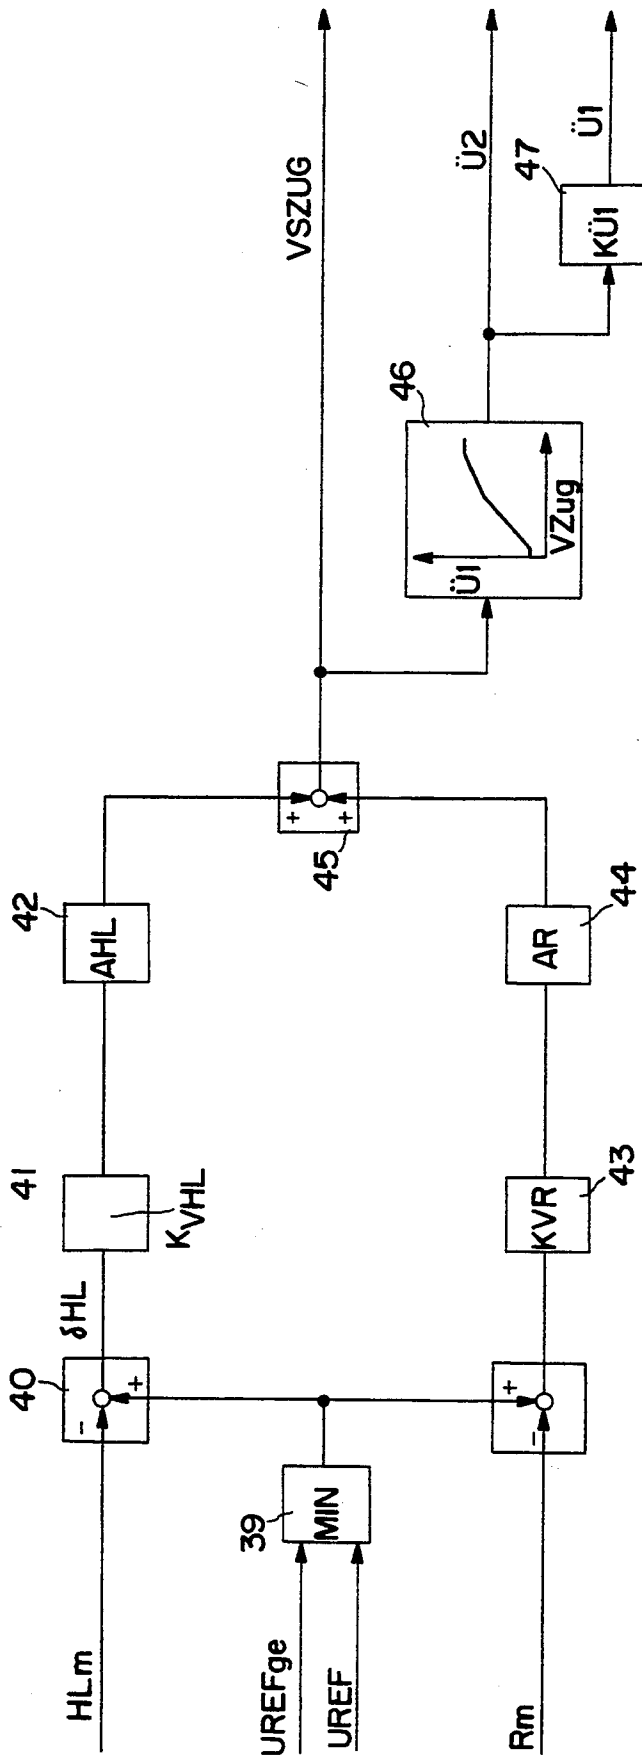 HLm
40
-
+
δHL
41
KVHL
42
AHL
UREFge
UREF
39
MIN
+
+
45
VSZUG
Rm
-
+
KVR
43
AR
44
46
Ü1
VZug
Ü2
47
KÜ1
Ü1